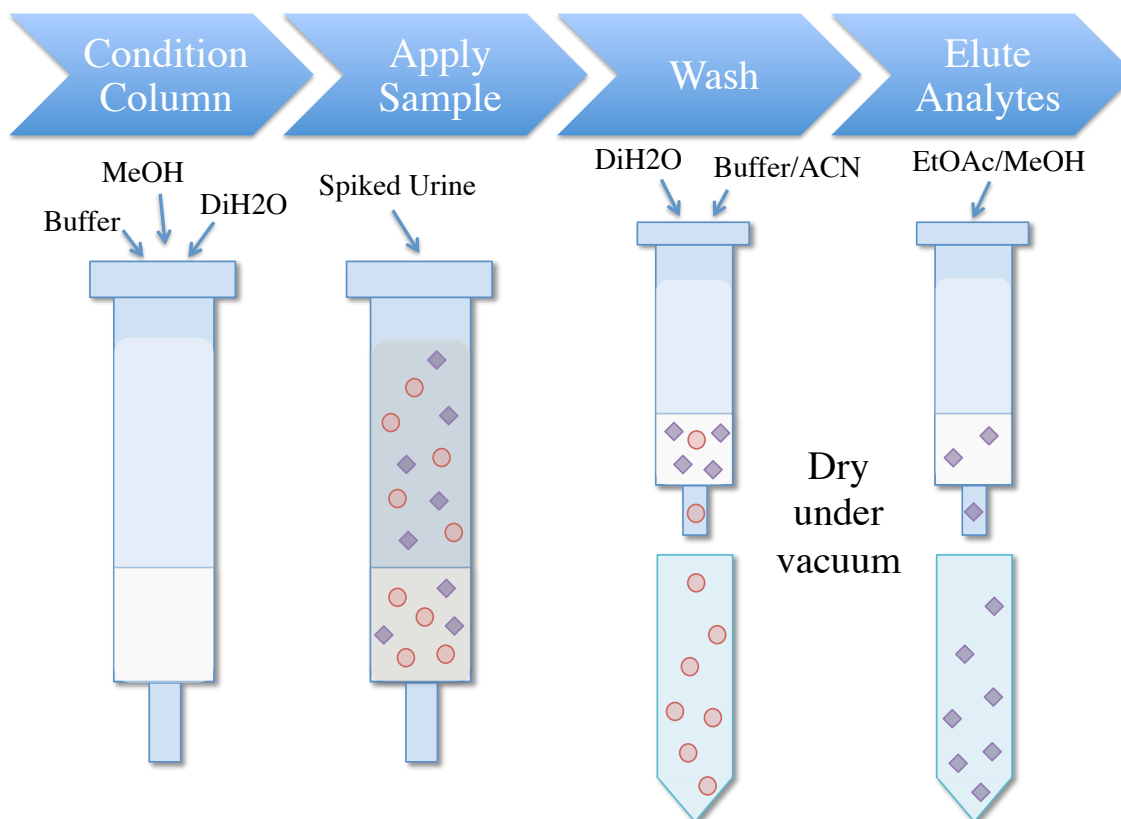 Condition
Column
Apply
Sample
Wash
Elute
Analytes
MeOH
Buffer
DiH2O
Spiked Urine
DiH2O
Buffer/ACN
EtOAc/MeOH
Dry
under
vacuum